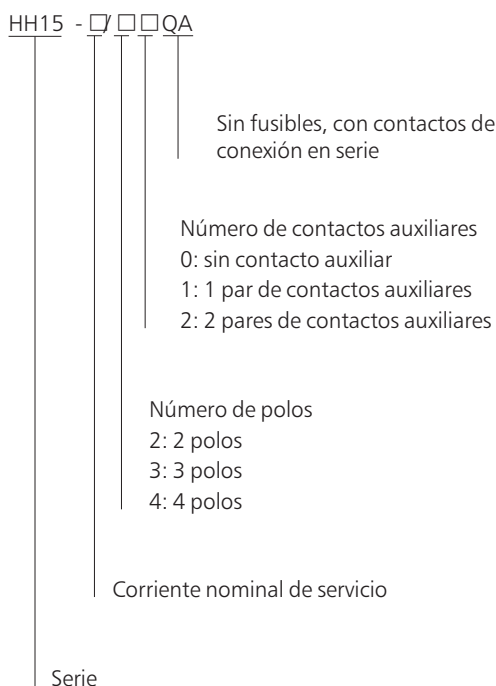 HH15 - □/ □ □ QA
Sin fusibles, con contactos de
conexión en serie
Número de contactos auxiliares
0: sin contacto auxiliar
1: 1 par de contactos auxiliares
2: 2 pares de contactos auxiliares
Número de polos
2: 2 polos
3: 3 polos
4: 4 polos
Corriente nominal de servicio
Serie